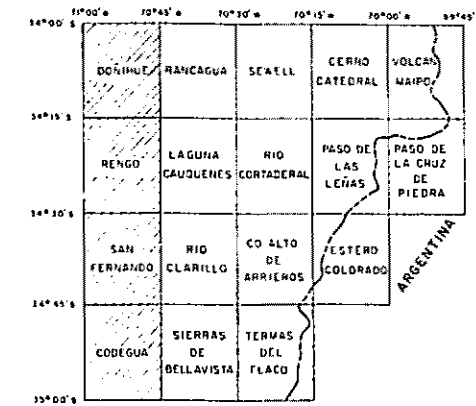 71°00' W 70°45' W 70°30' W 70°15' W 70°00' W 69°45'
34°00' S
DOÑIHUE RANCAGUA SEWELL CERRO CATEDRAL VOLCAN MAIPO
34°15' S
RENGO LAGUNA CAUQUENES RIO CORTADERAL PASO DE LAS LEÑAS PASO DE LA CRUZ DE PIEDRA
34°30' S
SAN FERNANDO RIO CLARILLO CO ALTO DE ARRIEROS ESTERO COLORADO
ARGENTINA
34°45' S
CODEGUA SIERRAS DE BELLAVISTA TERMAS DEL FLACO
35°00' S